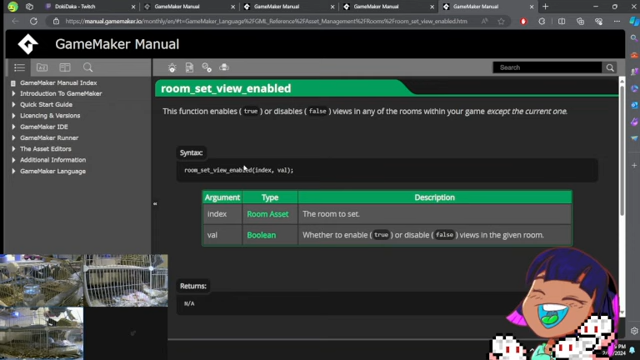 DokiDaka - Twitch
GameMaker Manual
GameMaker Manual
GameMaker Manual
GameMaker Manual
https://manual.gamemaker.io/monthly/en/#t=GameMaker_Language%2FGML_Reference%2FAsset_Management%2FRooms%2Froom_set_view_enabled.htm
GameMaker Manual
Search
GameMaker Manual Index
Introduction To GameMaker
Quick Start Guide
Licencing & Versions
GameMaker IDE
GameMaker Runner
The Asset Editors
Additional Information
GameMaker Language
room_set_view_enabled
This function enables ( true ) or disables ( false ) views in any of the rooms within your game except the current one.
Syntax:
room_set_view_enabled(index, val);
Argument Type Description
index Room Asset The room to set.
val Boolean Whether to enable ( true ) or disable ( false ) views in the given room.
Returns:
N/A